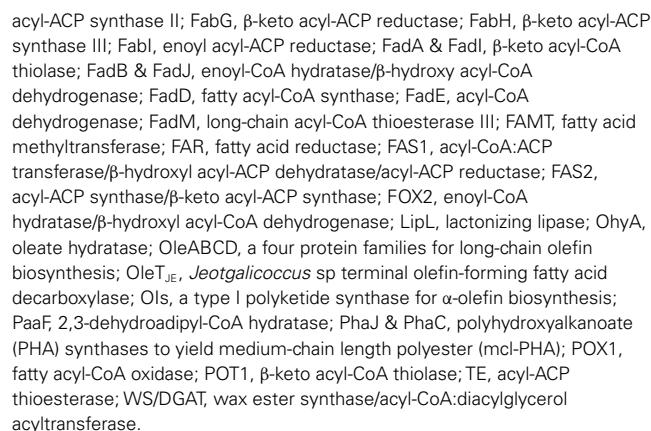 acyl-ACP synthase II; FabG, β-keto acyl-ACP reductase; FabH, β-keto acyl-ACP
synthase III; FabI, enoyl acyl-ACP reductase; FadA & FadI, β-keto acyl-CoA
thiolase; FadB & FadJ, enoyl-CoA hydratase/β-hydroxy acyl-CoA
dehydrogenase; FadD, fatty acyl-CoA synthase; FadE, acyl-CoA
dehydrogenase; FadM, long-chain acyl-CoA thioesterase III; FAMT, fatty acid
methyltransferase; FAR, fatty acid reductase; FAS1, acyl-CoA:ACP
transferase/β-hydroxyl acyl-ACP dehydratase/acyl-ACP reductase; FAS2,
acyl-ACP synthase/β-keto acyl-ACP synthase; FOX2, enoyl-CoA
hydratase/β-hydroxyl acyl-CoA dehydrogenase; LipL, lactonizing lipase; OhyA,
oleate hydratase; OleABCD, a four protein families for long-chain olefin
biosynthesis; OleTJE, Jeotgalicoccus sp terminal olefin-forming fatty acid
decarboxylase; Ols, a type I polyketide synthase for α-olefin biosynthesis;
PaaF, 2,3-dehydroadipyl-CoA hydratase; PhaJ & PhaC, polyhydroxyalkanoate
(PHA) synthases to yield medium-chain length polyester (mcl-PHA); POX1,
fatty acyl-CoA oxidase; POT1, β-keto acyl-CoA thiolase; TE, acyl-ACP
thioesterase; WS/DGAT, wax ester synthase/acyl-CoA:diacylglycerol
acyltransferase.